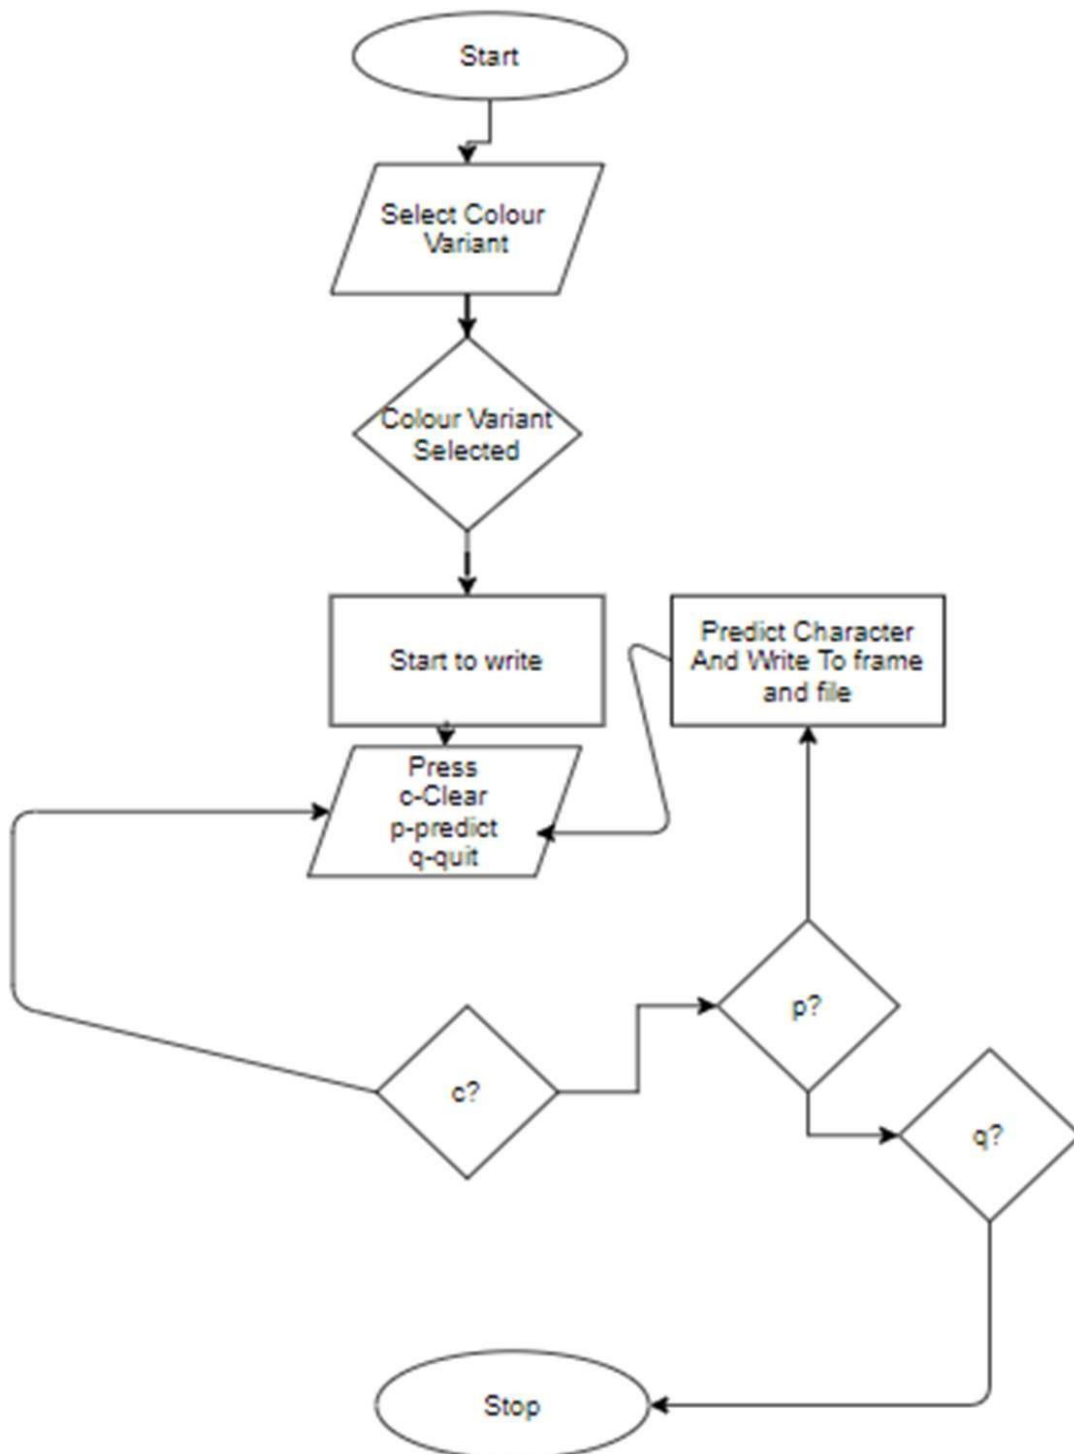 Start
Select Colour
Variant
Colour Variant
Selected
Start to write
Predict Character
And Write To frame
and file
Press
c-Clear
p-predict
q-quit
p?
c?
q?
Stop